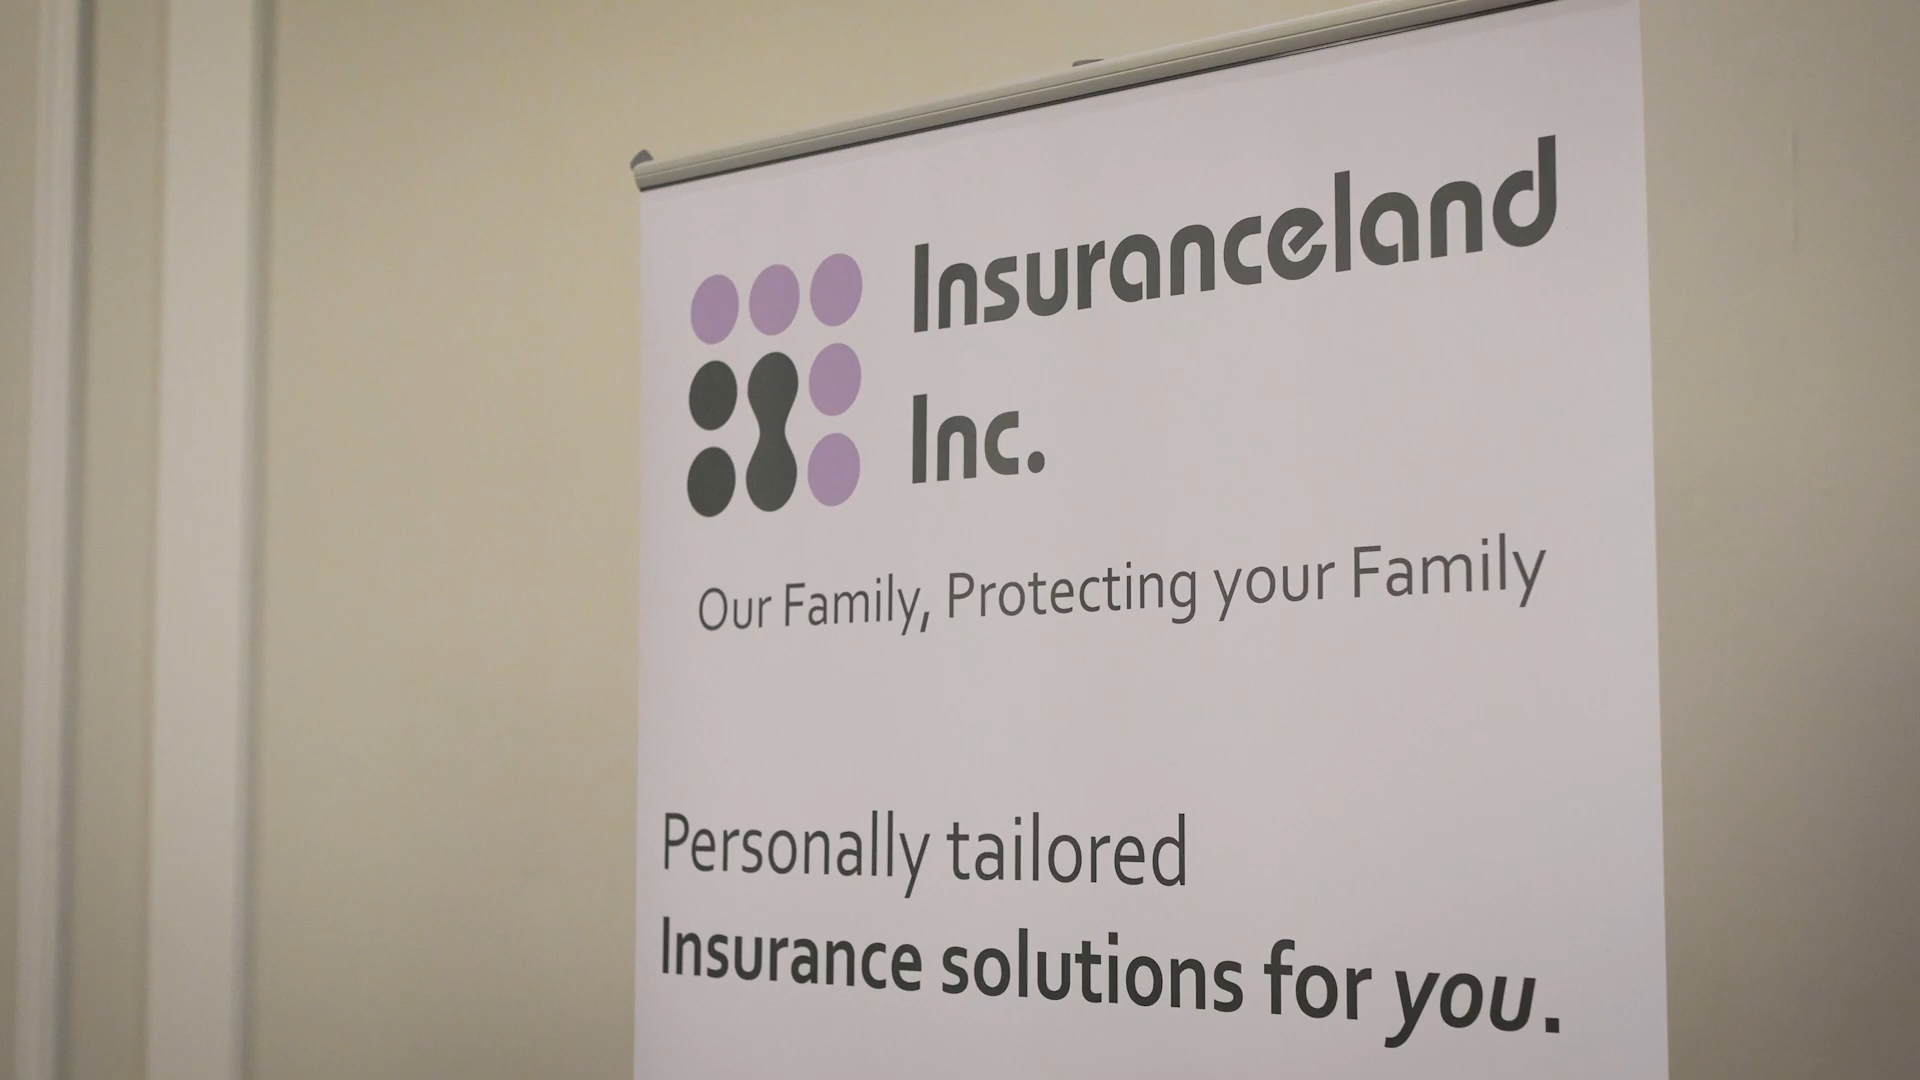 Insuranceland
Inc.
Our Family, Protecting your Family
Personally tailored
Insurance solutions for you.